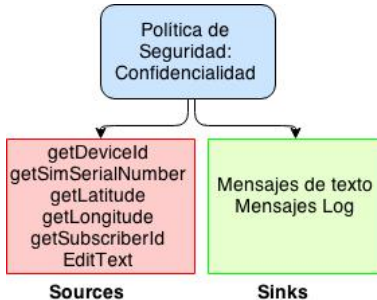 Política de
Seguridad:
Confidencialidad
getDeviceId
getSimSerialNumber
getLatitude
getLongitude
getSubscriberId
EditText
Mensajes de texto
Mensajes Log
Sources
Sinks